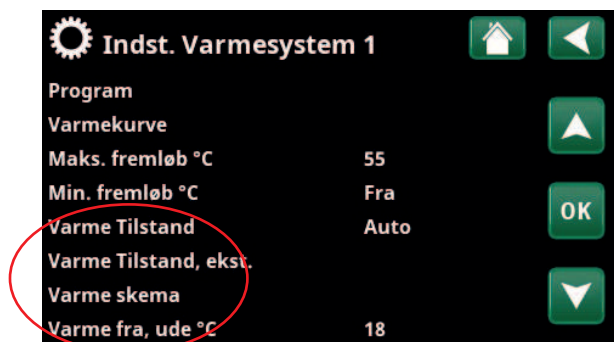 Indst. Varmesystem 1
Program
Varmekurve
Maks. fremløb °C 55
Min. fremløb °C Fra
Varme Tilstand Auto
OK
Varme Tilstand, ekst.
Varme skema
Varme fra, ude °C 18